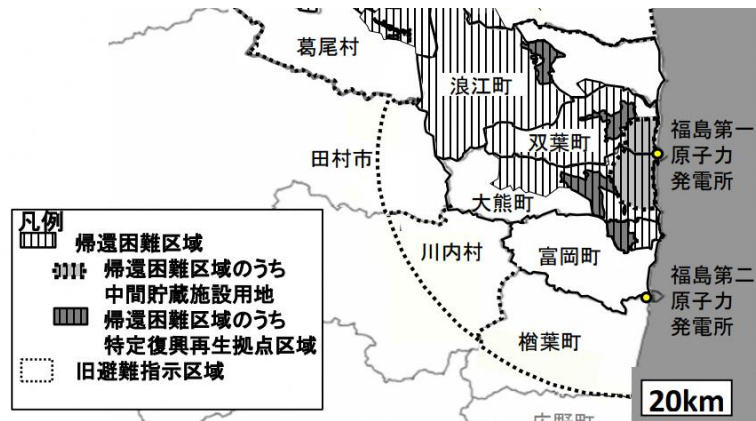 葛尾村
浪江町
双葉町
福島第一
原子力
発電所
田村市
大熊町
凡例
帰還困難区域
帰還困難区域のうち
中間貯蔵施設用地
帰還困難区域のうち
特定復興再生拠点区域
旧避難指示区域
川内村
富岡町
福島第二
原子力
発電所
楢葉町
20km